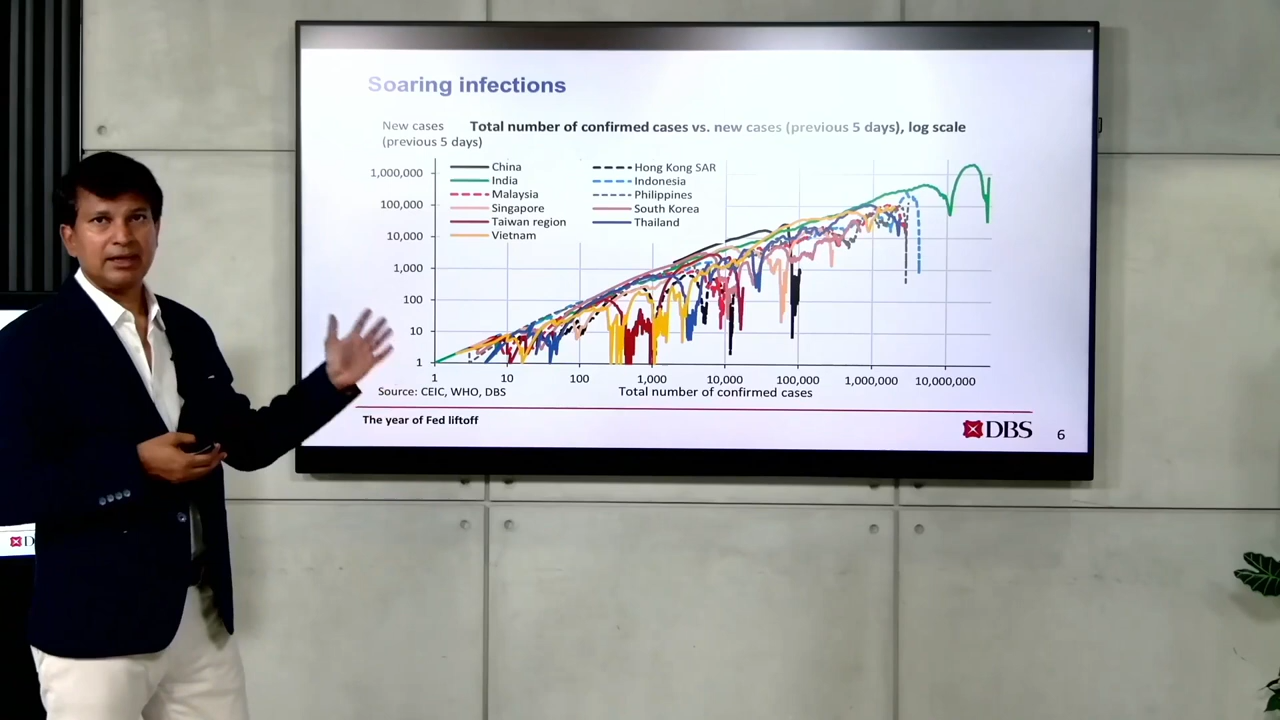 Soaring infections
New cases
(previous 5 days)
Total number of confirmed cases vs. new cases (previous 5 days), log scale
China
India
Malaysia
Singapore
Taiwan region
Vietnam
Hong Kong SAR
Indonesia
Philippines
South Korea
Thailand
1,000,000
100,000
10,000
1,000
100
10
1
1 10 100 1,000 10,000 100,000 1,000,000 10,000,000
Source: CEIC, WHO, DBS
Total number of confirmed cases
The year of Fed liftoff
DBS
6